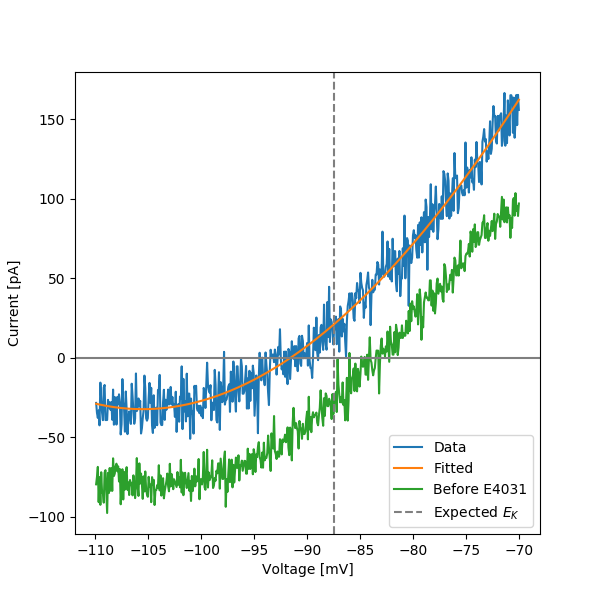 150
100
50
0
−50
−100
Current [pA]
−110 −105 −100 −95 −90 −85 −80 −75 −70
Voltage [mV]
Data
Fitted
Before E4031
Expected E_K